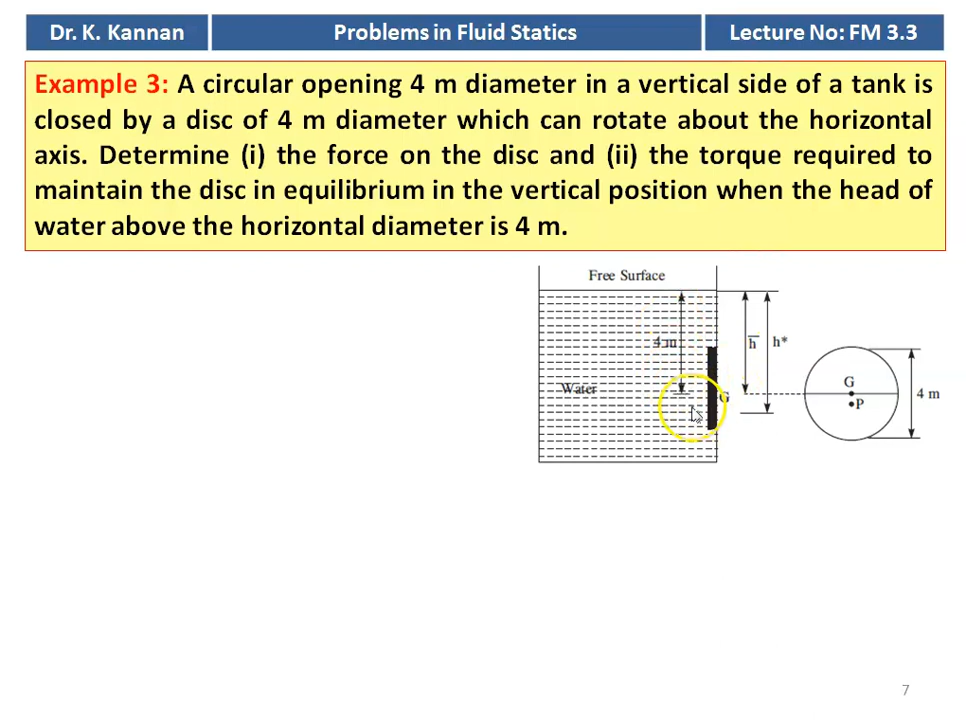 Dr. K. Kannan
Problems in Fluid Statics
Lecture No: FM 3.3
Example 3: A circular opening 4 m diameter in a vertical side of a tank is
closed by a disc of 4 m diameter which can rotate about the horizontal
axis. Determine (i) the force on the disc and (ii) the torque required to
maintain the disc in equilibrium in the vertical position when the head of
water above the horizontal diameter is 4 m.
Free Surface
4 m
h̅
h*
Water
G
G
P
4 m
7